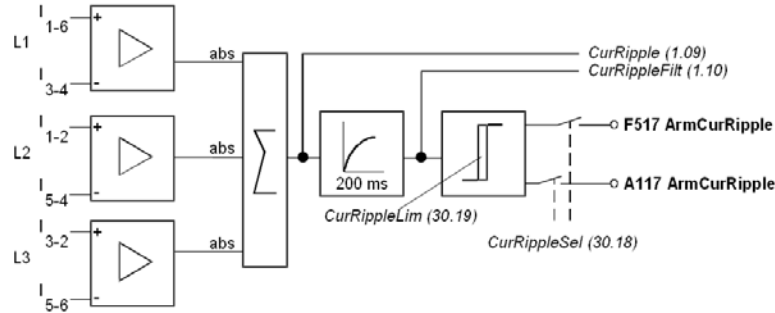 I
1-6
+
L1
abs
I
3-4
-
CurRipple (1.09)
CurRippleFilt (1.10)
I
1-2
+
L2
abs
I
5-4
-
Σ
200 ms
F517 ArmCurRipple
A117 ArmCurRipple
CurRippleLim (30.19)
CurRippleSel (30.18)
I
3-2
+
L3
abs
I
5-6
-